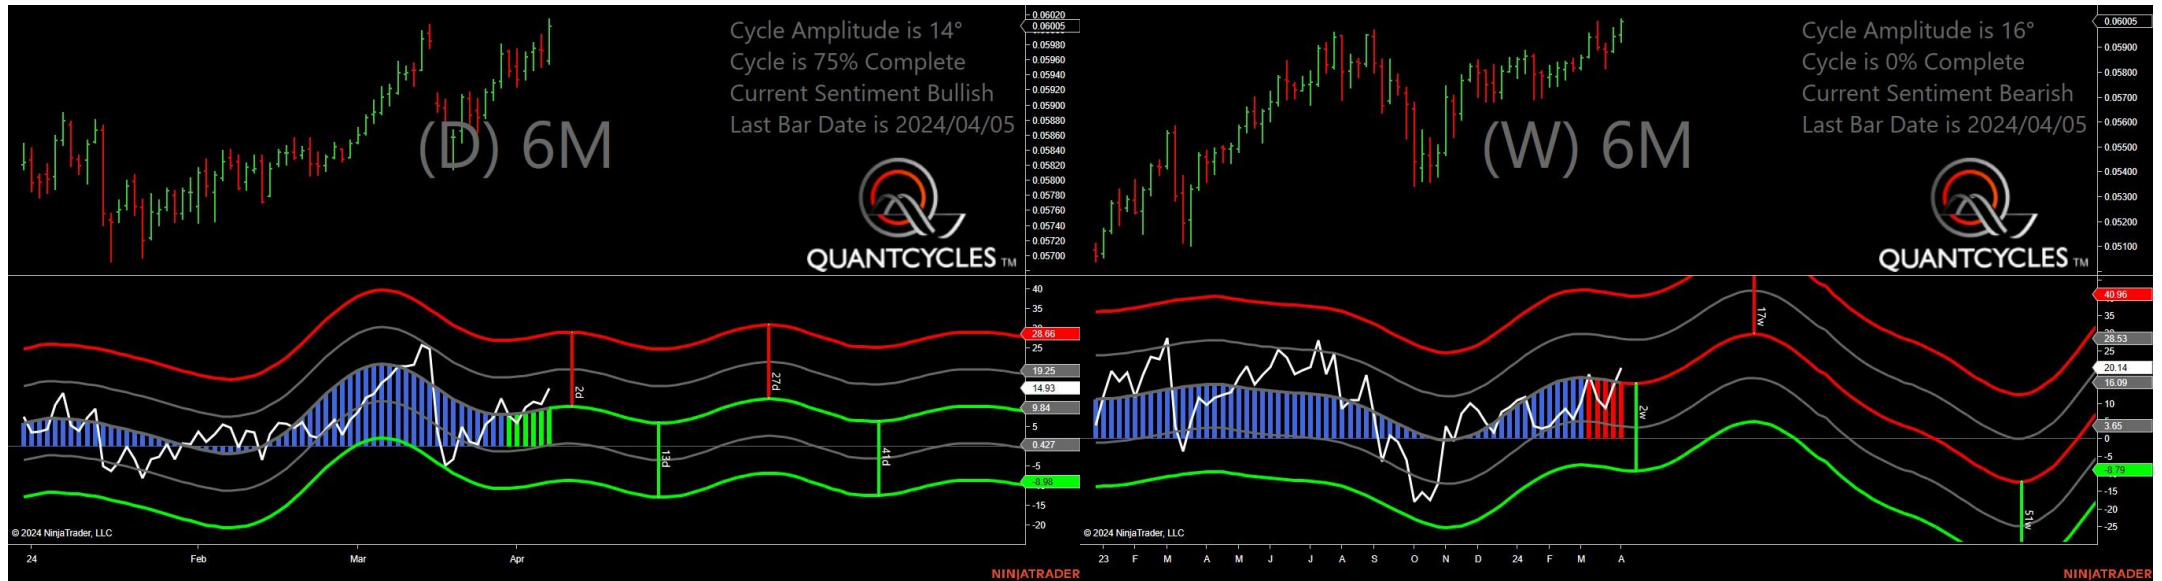 Cycle Amplitude is 14°
Cycle is 75% Complete
Current Sentiment Bullish
Last Bar Date is 2024/04/05
(D) 6M
QUANTCYCLES TM
0.06020
0.06005
0.05980
0.05960
0.05940
0.05920
0.05900
0.05880
0.05860
0.05840
0.05820
0.05800
0.05780
0.05760
0.05740
0.05720
0.05700
40
35
28.66
25
19.25
14.93
9.84
5
0.427
-5
-8.98
-15
-20
2d
13d
27d
41d
© 2024 NinjaTrader, LLC
24 Feb Mar Apr
NINJATRADER
Cycle Amplitude is 16°
Cycle is 0% Complete
Current Sentiment Bearish
Last Bar Date is 2024/04/05
(W) 6M
QUANTCYCLES TM
0.06005
0.05900
0.05800
0.05700
0.05600
0.05500
0.05400
0.05300
0.05200
0.05100
40.96
35
28.53
25
20.14
16.09
10
3.65
0
-5
-8.79
-15
-20
-25
2w
17w
51w
© 2024 NinjaTrader, LLC
23 F M A M J J A S O N D 24 F M A
NINJATRADER